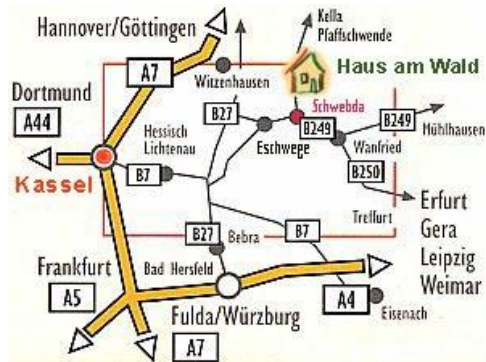 Kella
Pfaffschwende
Hannover/Göttingen
Haus am Wald
A7
Witzenhausen
Dortmund
A44
B27
Schwebda
B249
B249
Mühlhausen
Hessisch
Lichtenau
Eschwege
Wanfried
Kassel
B7
B250
Erfurt
Gera
Leipzig
Weimar
Treffurt
B27
Bebra
B7
Frankfurt
A5
Bad Hersfeld
A4
Eisenach
Fulda/Würzburg
A7